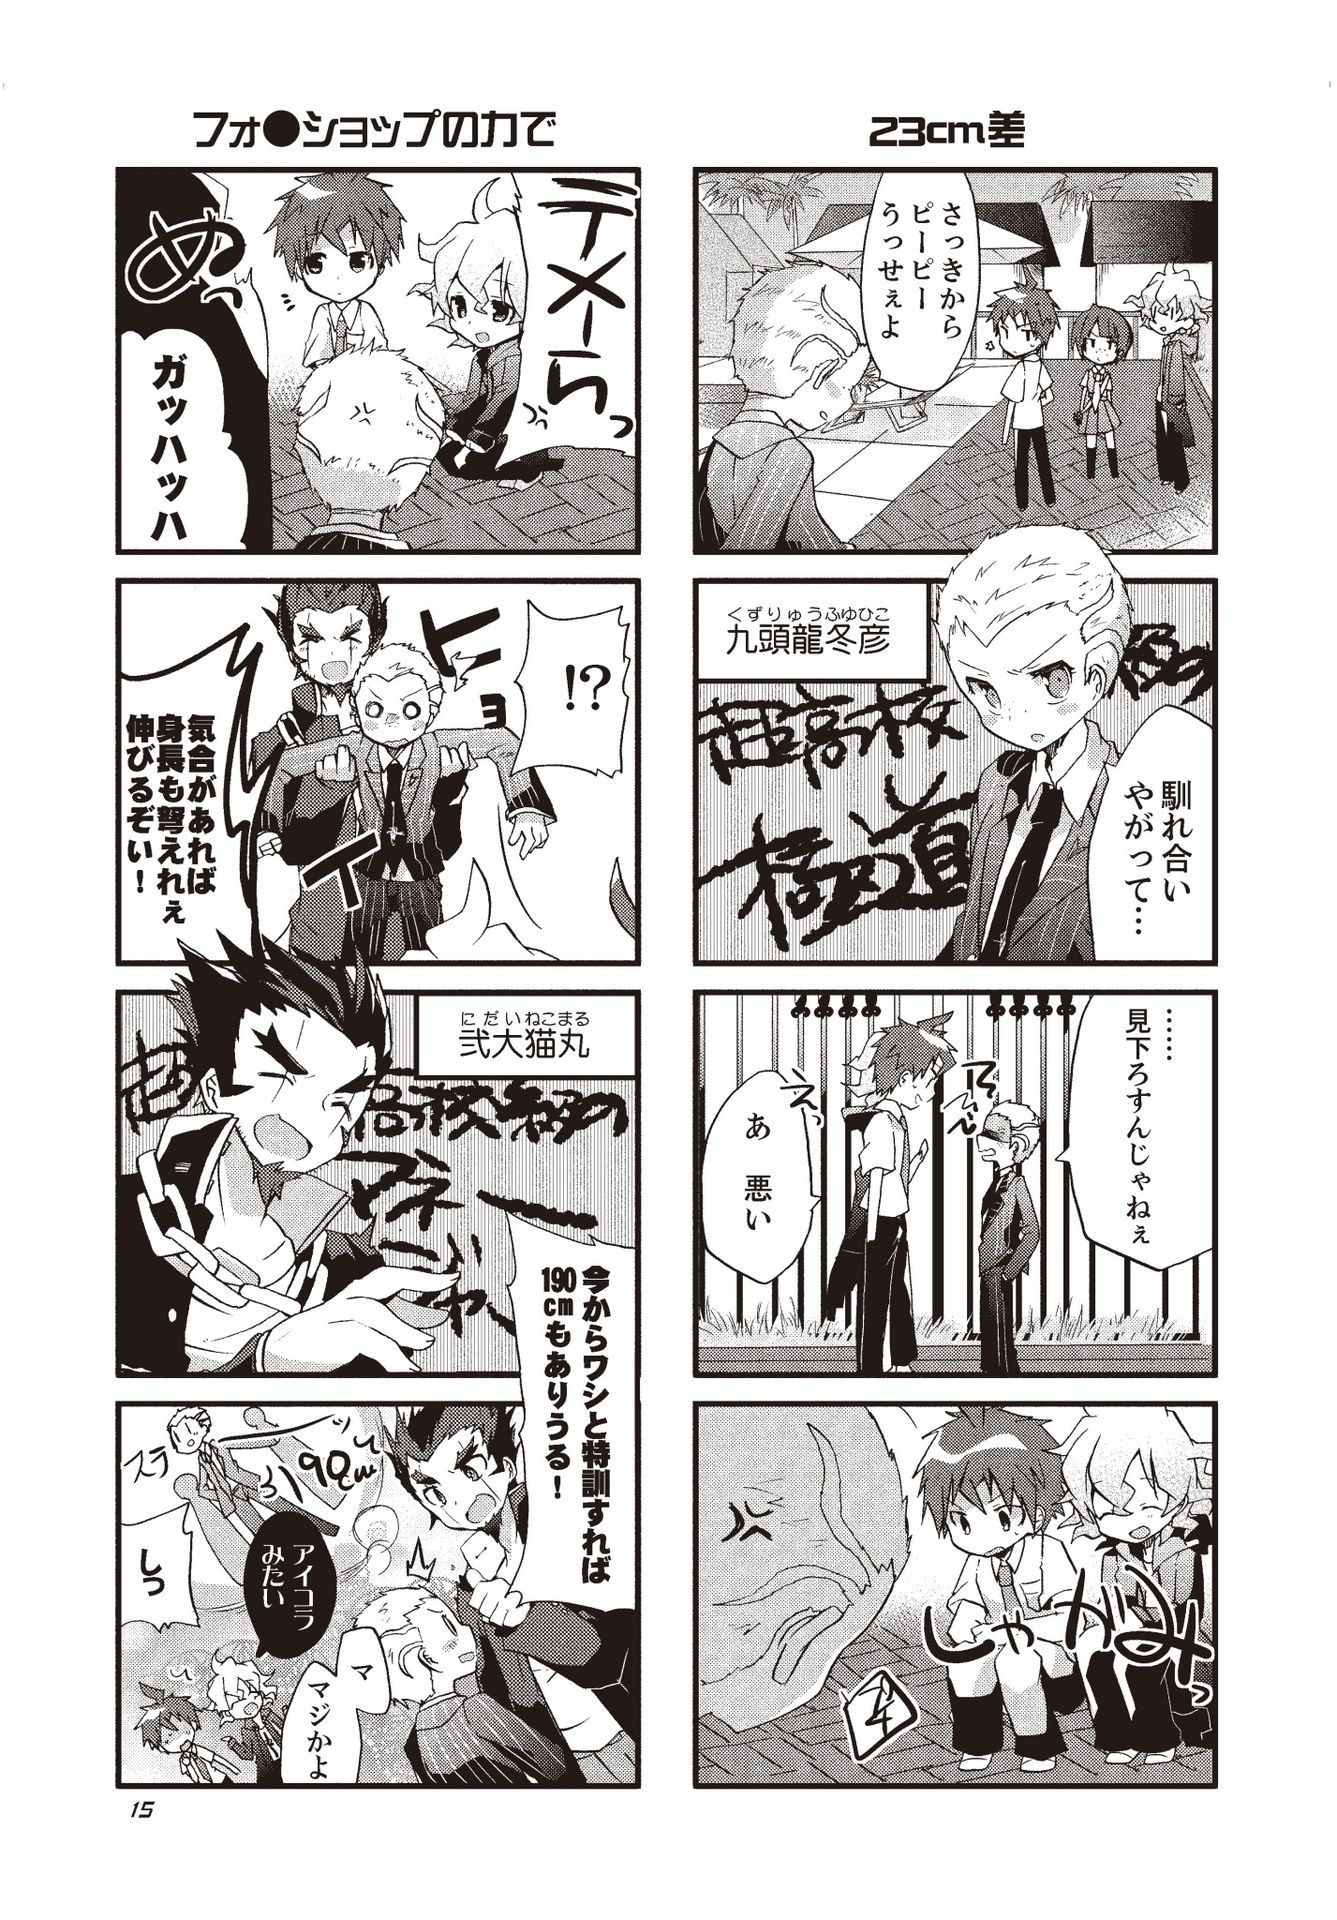 23cm差
さっきから
ピーピー
うっせぇよ
くずりゅうふゆひこ
九頭龍冬彦
超高校級の
極道
馴れ合い
やがって…
……
見下ろすんじゃねぇ
えっ
あ 悪い
しゃがみっ
フォ●ショップの力で
テメーらっ
ぬっ
ガッハッハ
!?
ヒョイ
気合があれば
身長も弩えれぇ
伸びるぞい!
にだいねこまる
弐大猫丸
超高校級の
マネージャー
今からワシと特訓すれば
190cmもありうる!
190cm
スラ
しっ
アイコラ
みたい
マ
マジかよ
15